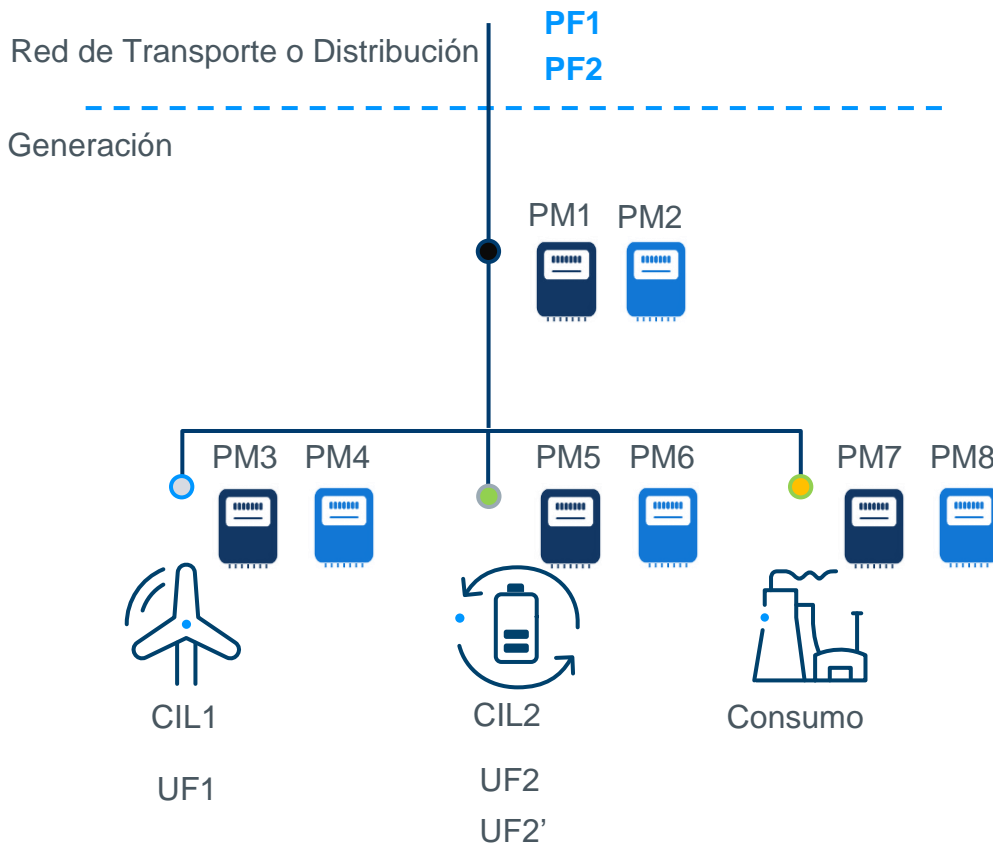 PF1
Red de Transporte o Distribución
PF2
Generación
PM1 PM2
PM3 PM4 PM5 PM6 PM7 PM8
CIL1 CIL2 Consumo
UF1 UF2
UF2’